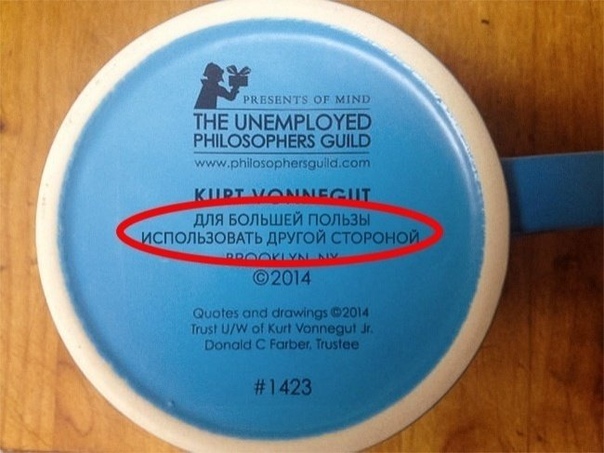 PRESENTS OF MIND
THE UNEMPLOYED
PHILOSOPHERS GUILD
www.philosophersguild.com
KURT VONNEGUT
ДЛЯ БОЛЬШЕЙ ПОЛЬЗЫ
ИСПОЛЬЗОВАТЬ ДРУГОЙ СТОРОНОЙ
BROOKLYN, NY
©2014
Quotes and drawings ©2014
Trust U/W of Kurt Vonnegut Jr.
Donald C Farber, Trustee
#1423